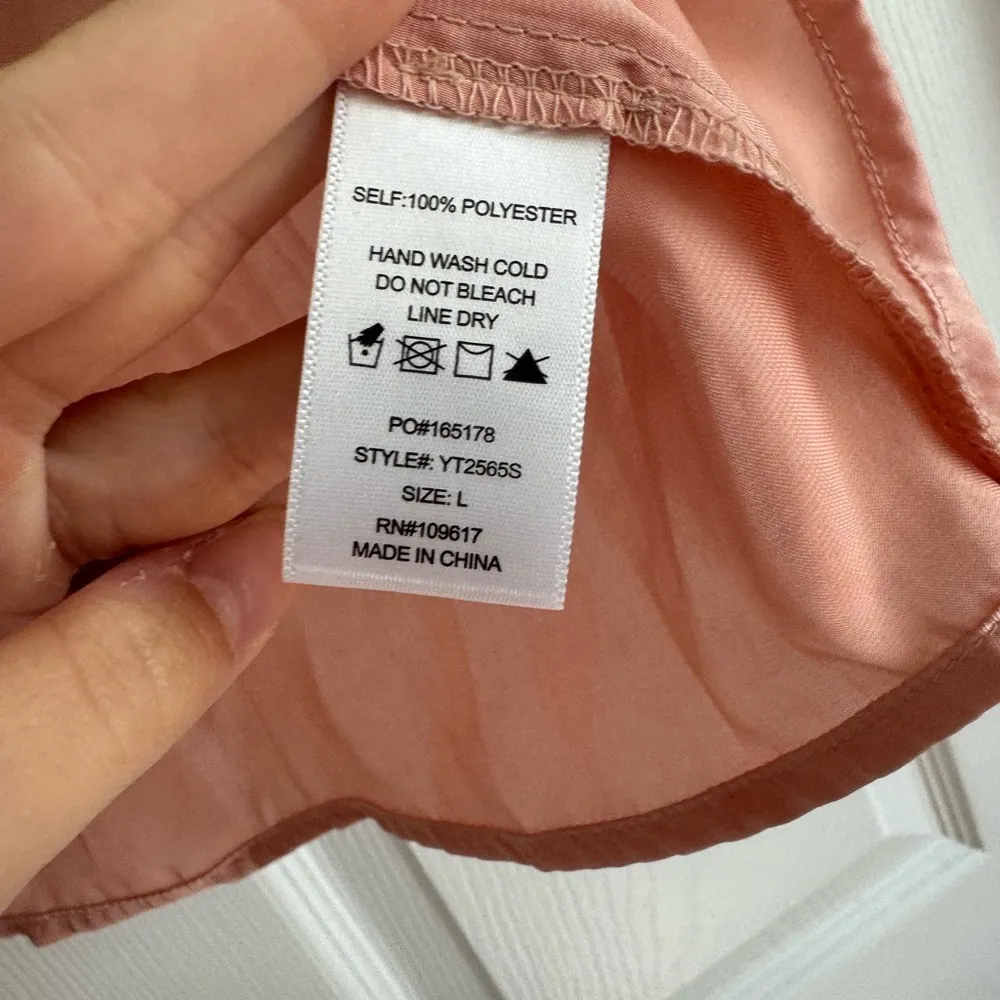 SELF:100% POLYESTER
HAND WASH COLD
DO NOT BLEACH
LINE DRY
PO#165178
STYLE#: YT2565S
SIZE: L
RN#109617
MADE IN CHINA